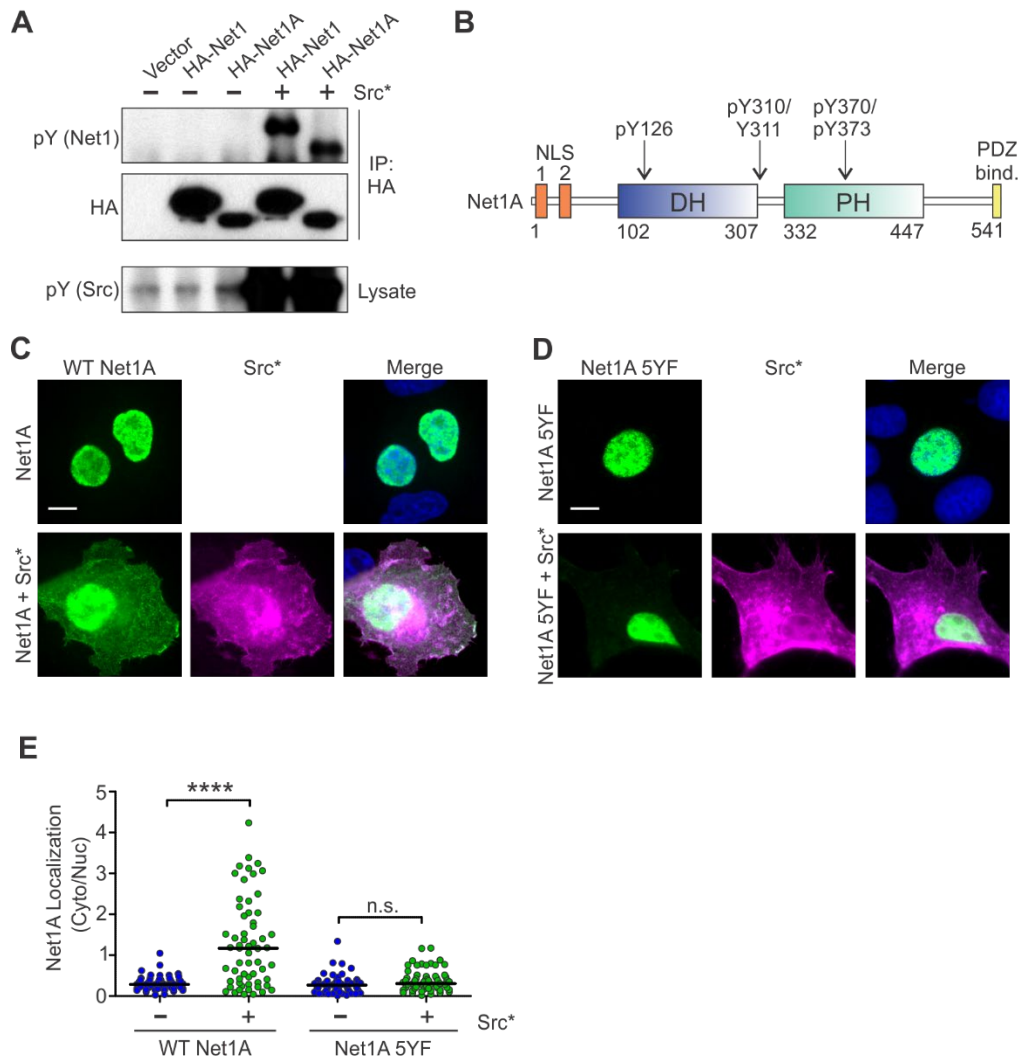 A
Vector
HA-Net1
HA-Net1A
HA-Net1
HA-Net1A
− − − + + Src*
pY (Net1)
HA
IP:
HA
pY (Src)
Lysate
B
pY126
pY310/
Y311
pY370/
pY373
NLS
1 2
PDZ
bind.
Net1A
DH
PH
1 102 307 332 447 541
C
WT Net1A Src* Merge
Net1A
Net1A + Src*
D
Net1A 5YF Src* Merge
Net1A 5YF
Net1A 5YF + Src*
E
Net1A Localization
(Cyto/Nuc)
5
4
3
2
1
0
****
n.s.
− + − + Src*
WT Net1A Net1A 5YF